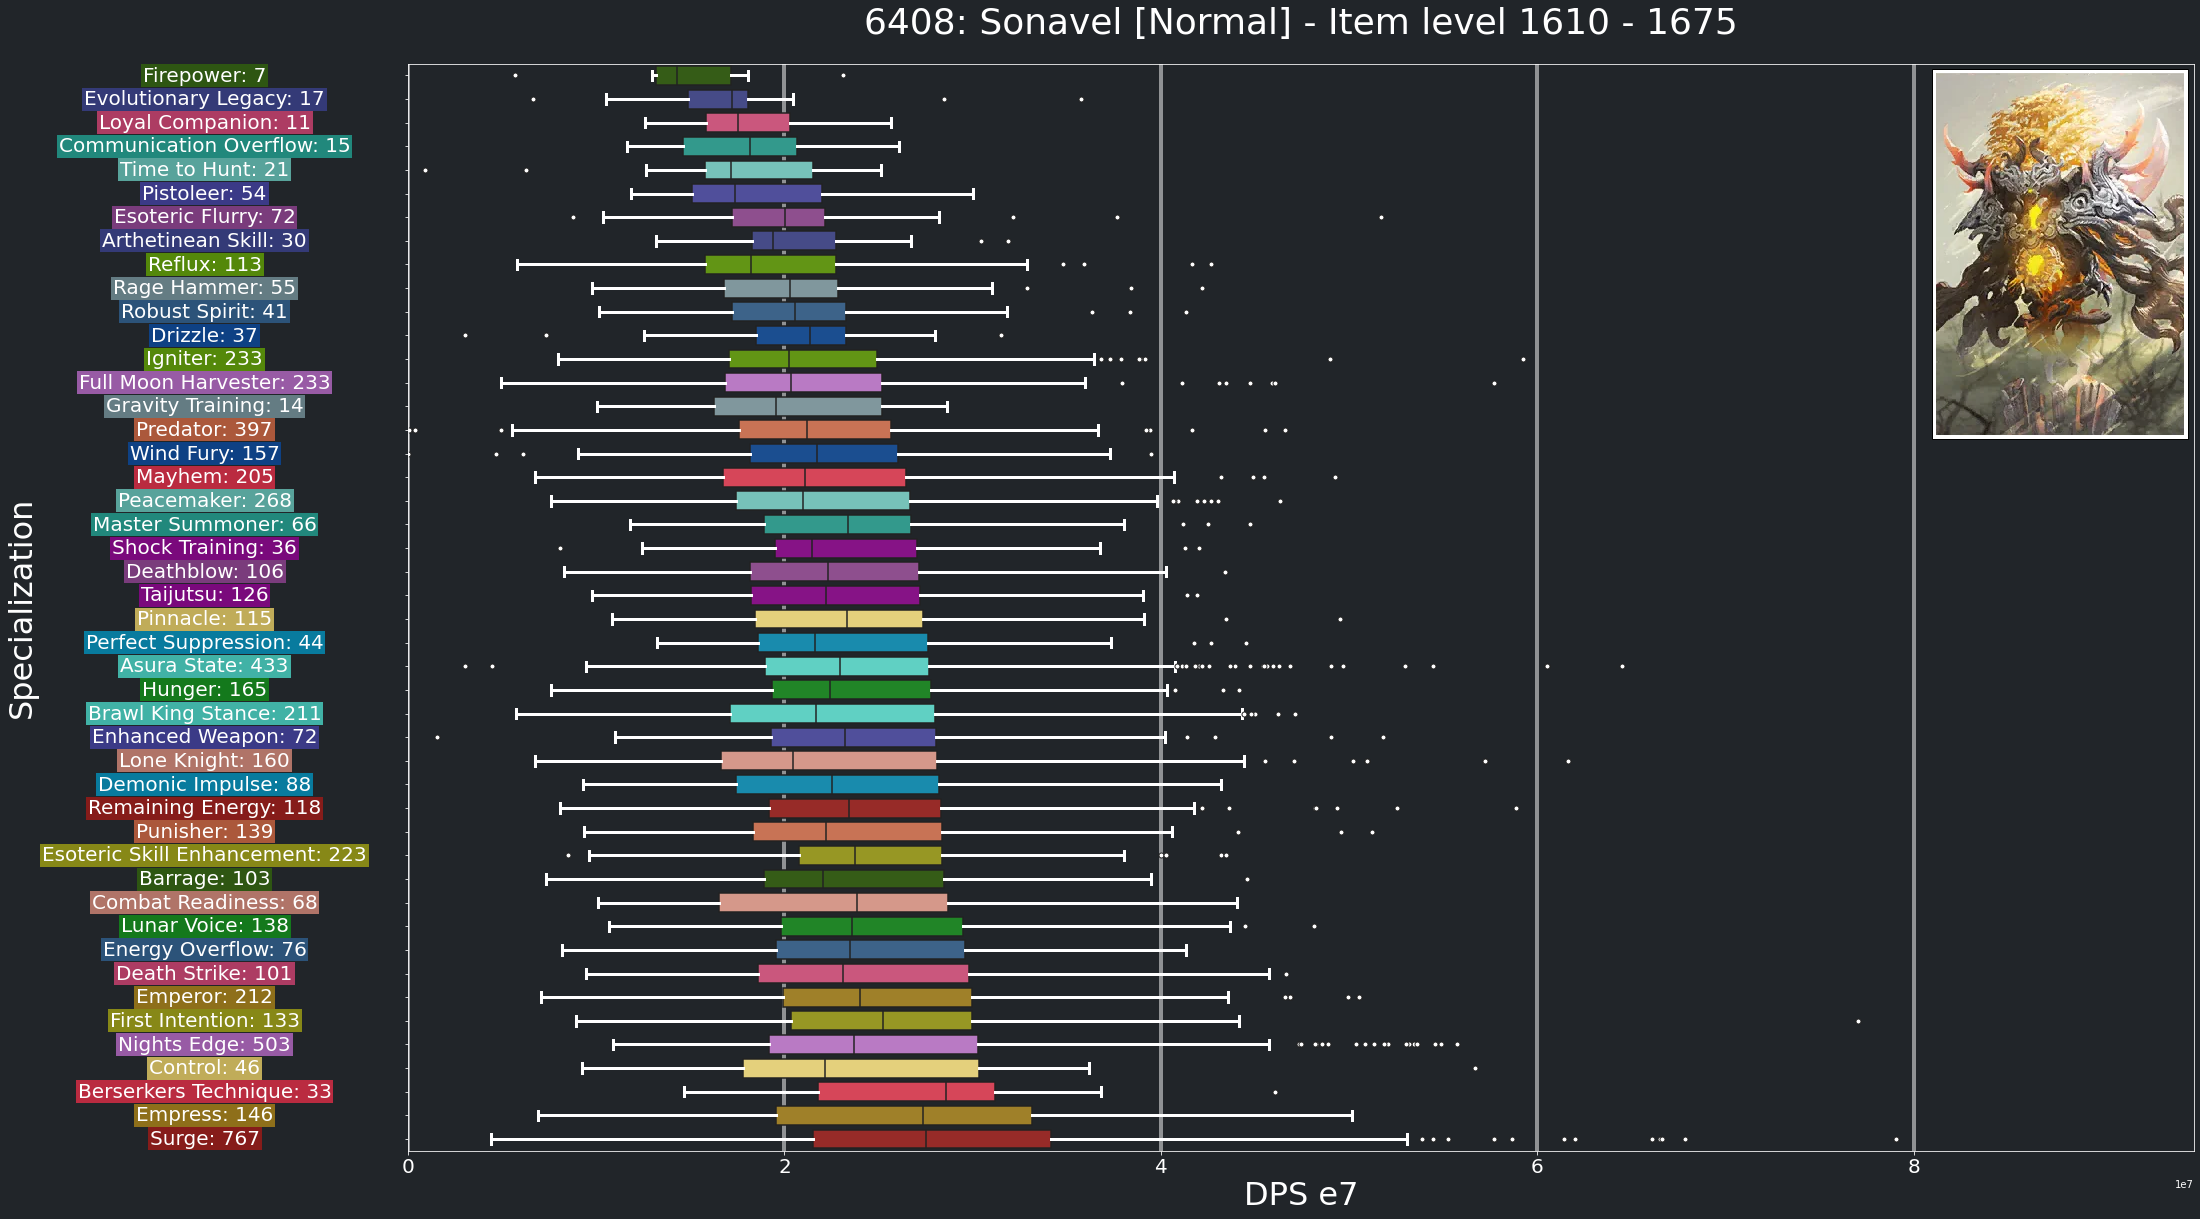 6408: Sonavel [Normal] - Item level 1610 - 1675
Firepower: 7
Evolutionary Legacy: 17
Loyal Companion: 11
Communication Overflow: 15
Time to Hunt: 21
Pistoleer: 54
Esoteric Flurry: 72
Arthetinean Skill: 30
Reflux: 113
Rage Hammer: 55
Robust Spirit: 41
Drizzle: 37
Igniter: 233
Full Moon Harvester: 233
Gravity Training: 14
Predator: 397
Wind Fury: 157
Mayhem: 205
Peacemaker: 268
Master Summoner: 66
Shock Training: 36
Deathblow: 106
Taijutsu: 126
Pinnacle: 115
Perfect Suppression: 44
Asura State: 433
Hunger: 165
Brawl King Stance: 211
Enhanced Weapon: 72
Lone Knight: 160
Demonic Impulse: 88
Remaining Energy: 118
Punisher: 139
Esoteric Skill Enhancement: 223
Barrage: 103
Combat Readiness: 68
Lunar Voice: 138
Energy Overflow: 76
Death Strike: 101
Emperor: 212
First Intention: 133
Nights Edge: 503
Control: 46
Berserkers Technique: 33
Empress: 146
Surge: 767
Specialization
0 2 4 6 8
DPS e7
1e7